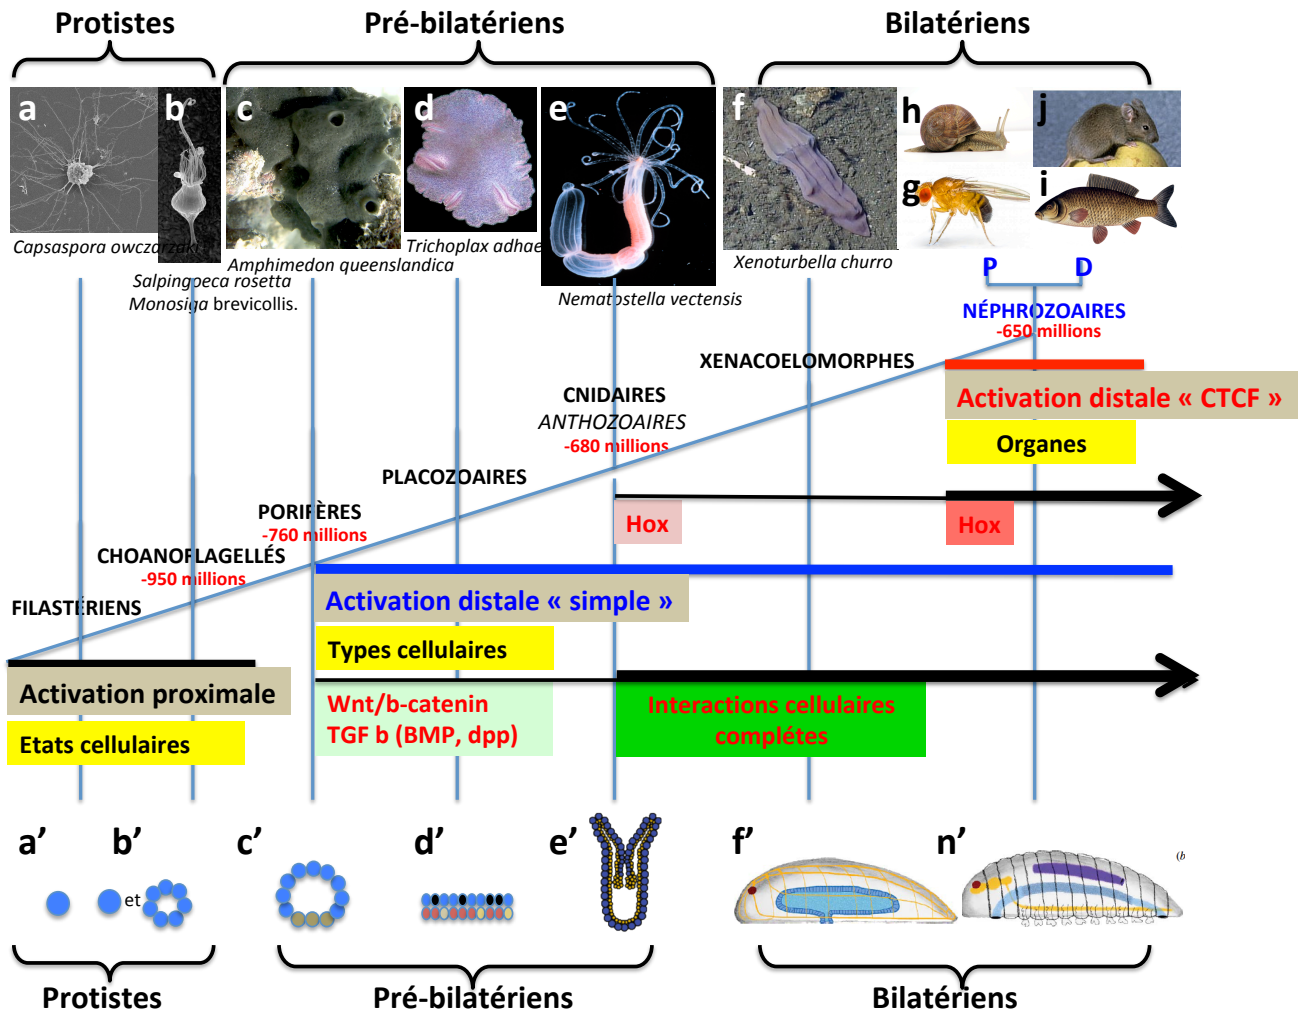 Protistes
Pré-bilatériens
Bilatériens
a
b
c
d
e
f
h
j
g
i
Capsaspora owczarzaki
Salpingoeca rosetta
Monosiga brevicollis.
Amphimedon queenslandica
Trichoplax adhae
Nematostella vectensis
Xenoturbella churro
P
D
NÉPHROZOAIRES
-650 millions
XENACOELOMORPHES
Activation distale « CTCF »
CNIDAIRES
ANTHOZOAIRES
-680 millions
Organes
PLACOZOAIRES
Hox
Hox
PORIFÈRES
-760 millions
CHOANOFLAGELLÉS
-950 millions
FILASTÉRIENS
Activation distale « simple »
Types cellulaires
Activation proximale
Etats cellulaires
Wnt/b-catenin
TGF b (BMP, dpp)
Interactions cellulaires
complétes
a’
b’
c’
d’
e’
f’
n’
(b
et
Protistes
Pré-bilatériens
Bilatériens